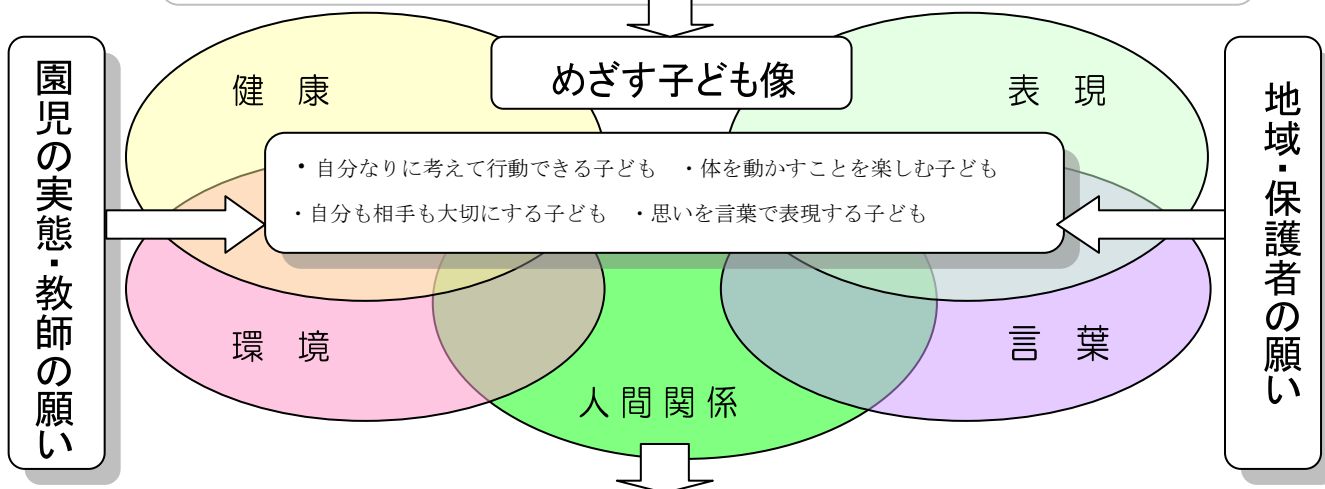 めざす子ども像
健 康
表 現
・自分なりに考えて行動できる子ども ・体を動かすことを楽しむ子ども
・自分も相手も大切にする子ども ・思いを言葉で表現する子ども
園児の実態・教師の願い
地域・保護者の願い
環 境
言 葉
人間関係